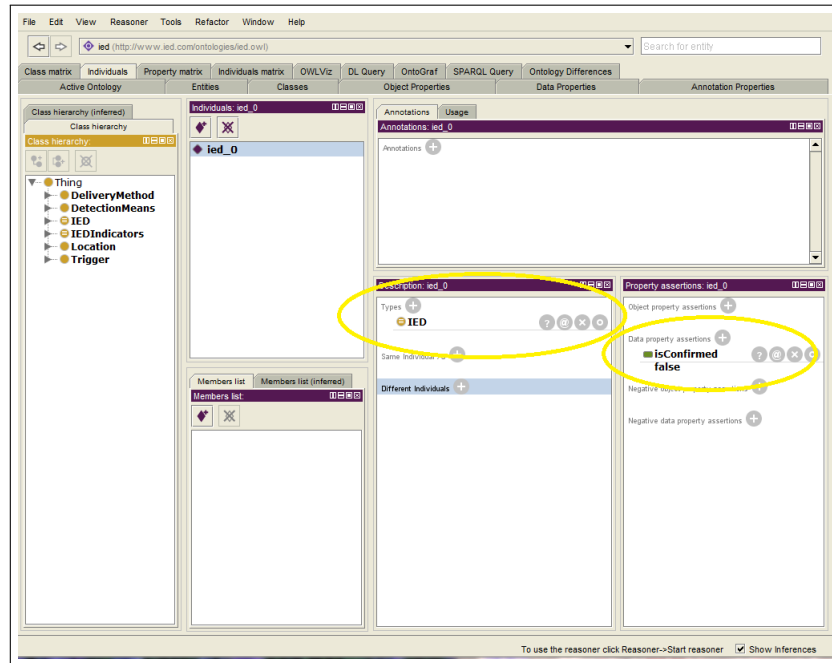 File Edit View Reasoner Tools Refactor Window Help
ied (http://www.ied.com/ontologies/ied.owl)
Search for entity
Class matrix Individuals Property matrix Individuals matrix OWLViz DL Query OntoGraf SPARQL Query Ontology Differences
Active Ontology Entities Classes Object Properties Data Properties Annotation Properties
Class hierarchy (inferred)
Class hierarchy
Class hierarchy:
Thing
DeliveryMethod
DetectionMeans
IED
IEDIndicators
Location
Trigger
Individuals: ied_0
ied_0
Members list Members list (inferred)
Members list:
Annotations Usage
Annotations: ied_0
Annotations
Description: ied_0
Types
IED
Same Individual As
Different Individuals
Property assertions: ied_0
Object property assertions
Data property assertions
isConfirmed
false
Negative object property assertions
Negative data property assertions
To use the reasoner click Reasoner->Start reasoner Show Inferences